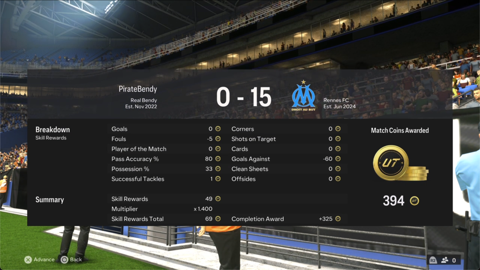 PirateBendy
0 - 15
Real Bendy
Est. Nov 2022
Rennes FC
Est. Jun 2024
Breakdown
Skill Rewards
Goals 0
Fouls -5
Player of the Match 0
Pass Accuracy % 80
Possession % 33
Successful Tackles 1
Corners 0
Shots on Target 0
Cards 0
Goals Against -60
Clean Sheets 0
Offsides 0
Match Coins Awarded
UT
394
Summary
Skill Rewards 49
Multiplier x 1.400
Skill Rewards Total 69
Completion Award +325
Advance Back
0